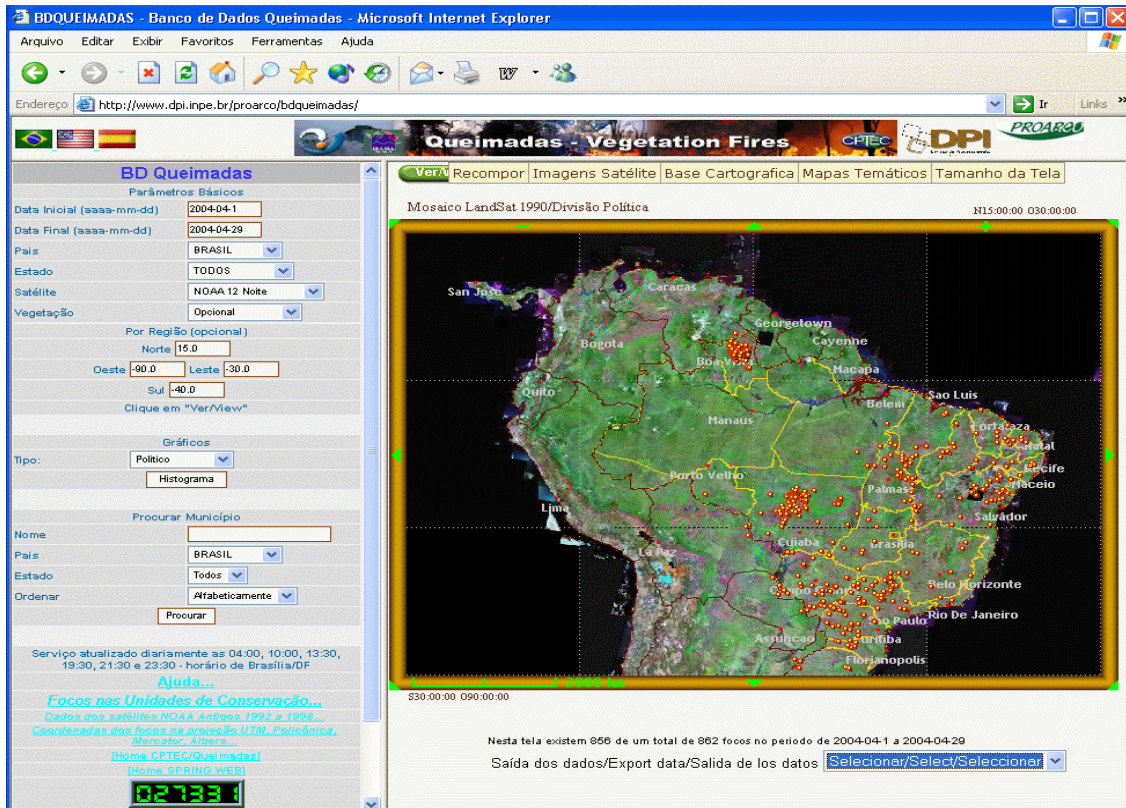 BDQUEIMADAS - Banco de Dados Queimadas - Microsoft Internet Explorer
Arquivo Editar Exibir Favoritos Ferramentas Ajuda
Endereço http://www.dpi.inpe.br/proarco/bdqueimadas/ Ir Links »
Queimadas - Vegetation Fires CPTEC DPI PROARCO
BD Queimadas
Parâmetros Básicos
Data Inicial (aaaa-mm-dd) 2004-04-1
Data Final (aaaa-mm-dd) 2004-04-29
Pais BRASIL
Estado TODOS
Satélite NOAA 12 Noite
Vegetação Opcional
Por Região (opcional)
Norte 15.0
Oeste -90.0 Leste -30.0
Sul -40.0
Clique em "Ver/View"
Gráficos
Tipo: Politico
Histograma
Procurar Município
Nome
Pais BRASIL
Estado Todos
Ordenar Alfabeticamente
Procurar
Serviço atualizado diariamente as 04:00, 10:00, 13:30,
19:30, 21:30 e 23:30 - horário de Brasília/DF
Ajuda...
Focos nas Unidades de Conservação...
Dados dos satélites NOAA Antigos 1992 a 1998...
Coordenadas dos focos na projeção UTM, Policônica,
Mercator, Albers...
[Home CPTEC/Queimadas]
[Home SPRING WEB]
027331
Ver/V Recompor Imagens Satélite Base Cartografica Mapas Temáticos Tamanho da Tela
Mosaico LandSat 1990/Divisão Política
N15:00:00 O30:00:00
San Jose
Caracas
Georgetown
Bogota
Cayenne
Boa Vista
Macapa
Quito
Belem
Sao Luis
Manaus
Fortaleza
Natal
Porto Velho
Recife
Palmas
Maceio
Lima
Salvador
Cuiaba
Brasilia
La Paz
Belo Horizonte
Campo Grande
Rio De Janeiro
Sao Paulo
Assuncao
Curitiba
Florianopolis
2000 km
S30:00:00 O90:00:00
Nesta tela existem 856 de um total de 862 focos no periodo de 2004-04-1 a 2004-04-29
Saída dos dados/Export data/Salida de los datos Selecionar/Select/Seleccionar